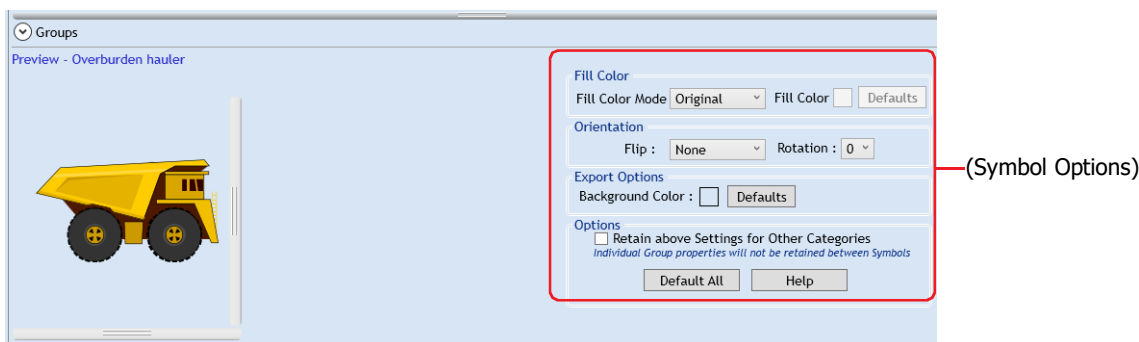 Groups
Preview - Overburden hauler
Fill Color
Fill Color Mode Original Fill Color Defaults
Orientation
Flip : None Rotation : 0
Export Options
Background Color : Defaults
Options
Retain above Settings for Other Categories
Individual Group properties will not be retained between Symbols
Default All Help
(Symbol Options)